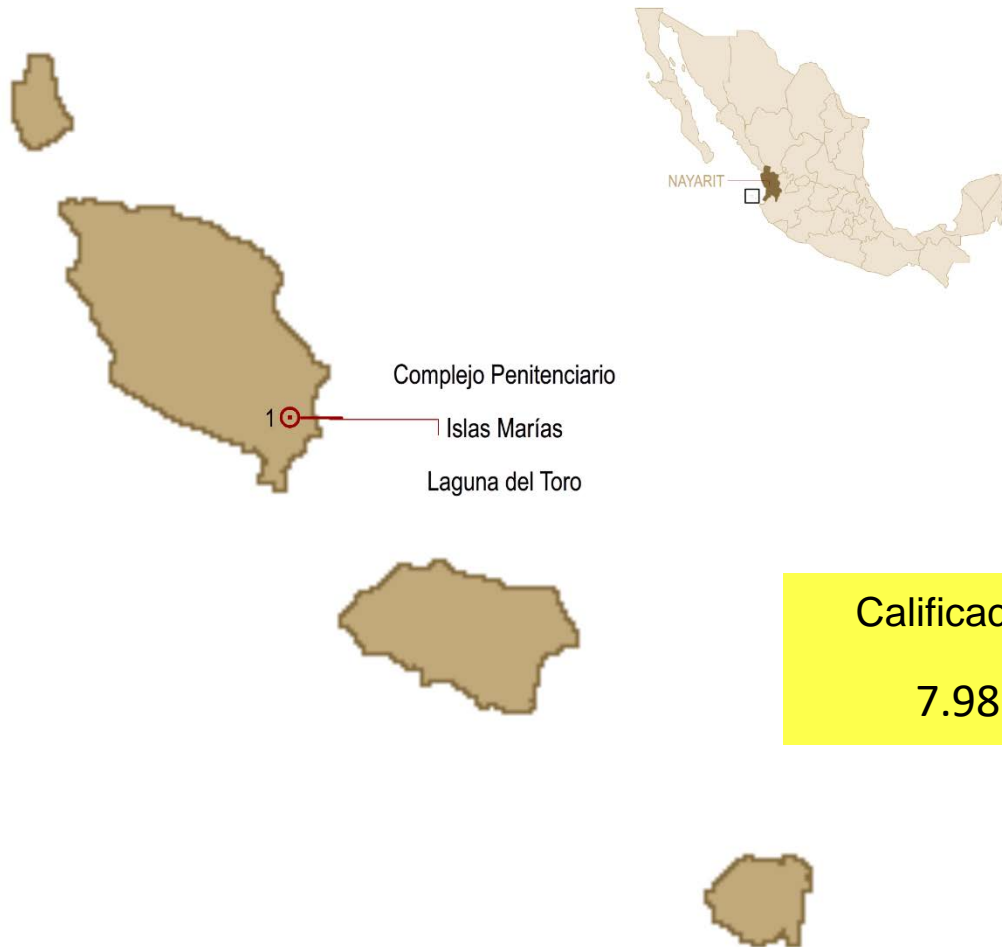 NAYARIT
Complejo Penitenciario
1
Islas Marías
Laguna del Toro
Calificac
7.98